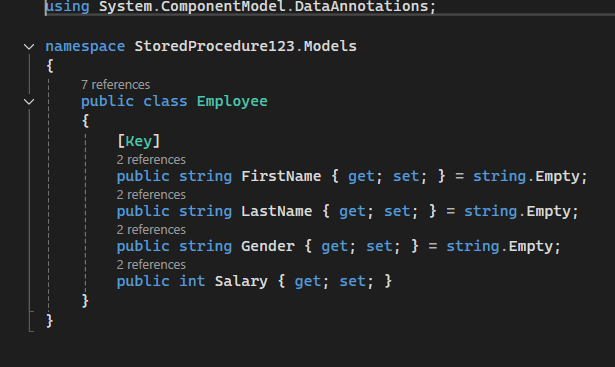 using System.ComponentModel.DataAnnotations;
namespace StoredProcedure123.Models
{
7 references
public class Employee
{
[Key]
2 references
public string FirstName { get; set; } = string.Empty;
2 references
public string LastName { get; set; } = string.Empty;
2 references
public string Gender { get; set; } = string.Empty;
2 references
public int Salary { get; set; }
}
}